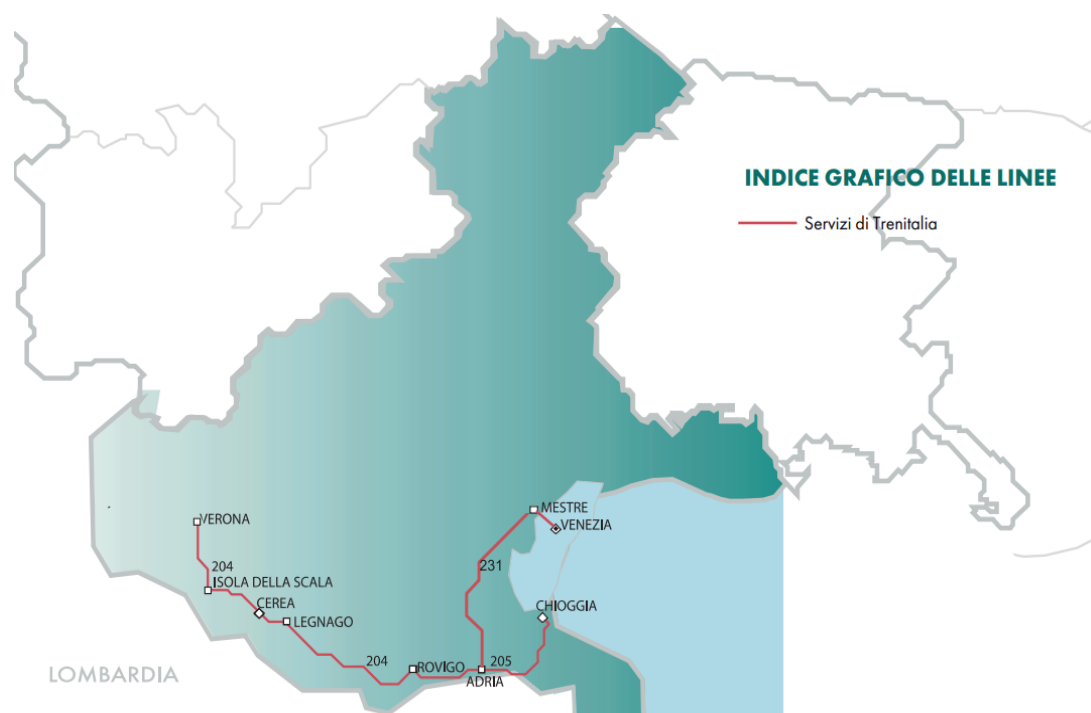 INDICE GRAFICO DELLE LINEE
Servizi di Trenitalia
MESTRE
VERONA
VENEZIA
204
231
ISOLA DELLA SCALA
CEREA
CHIOGGIA
LEGNAGO
204
ROVIGO
205
LOMBARDIA
ADRIA